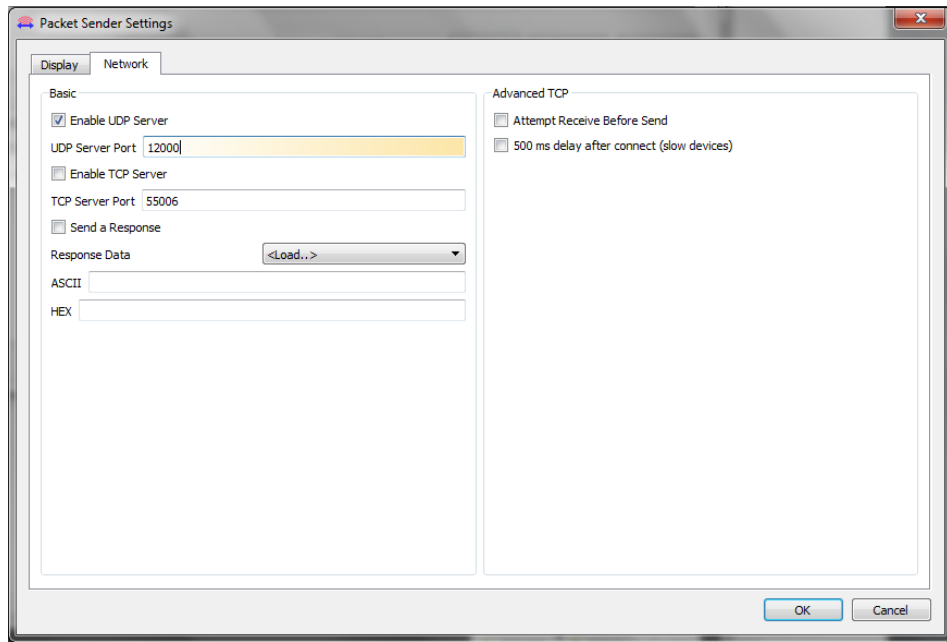 Packet Sender Settings
Display
Network
Basic
Enable UDP Server
UDP Server Port 12000
Enable TCP Server
TCP Server Port 55006
Send a Response
Response Data <Load..>
ASCII
HEX
Advanced TCP
Attempt Receive Before Send
500 ms delay after connect (slow devices)
OK
Cancel